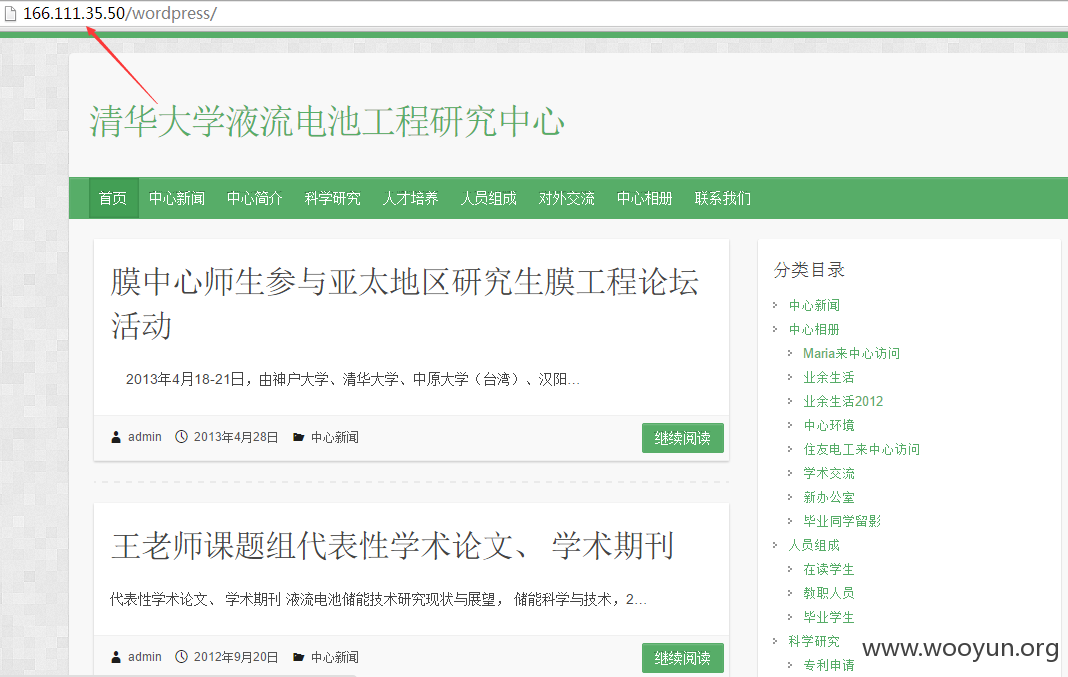 166.111.35.50/wordpress/
清华大学液流电池工程研究中心
首页 中心新闻 中心简介 科学研究 人才培养 人员组成 对外交流 中心相册 联系我们
膜中心师生参与亚太地区研究生膜工程论坛
活动
2013年4月18-21日，由神户大学、清华大学、中原大学（台湾）、汉阳...
admin 2013年4月28日 中心新闻 继续阅读
王老师课题组代表性学术论文、 学术期刊
代表性学术论文、 学术期刊 液流电池储能技术研究现状与展望， 储能科学与技术，2...
admin 2012年9月20日 中心新闻 继续阅读
分类目录
中心新闻
中心相册
Maria来中心访问
业余生活
业余生活2012
中心环境
住友电工来中心访问
学术交流
新办公室
毕业同学留影
人员组成
在读学生
教职人员
毕业学生
科学研究
专利申请
www.wooyun.org